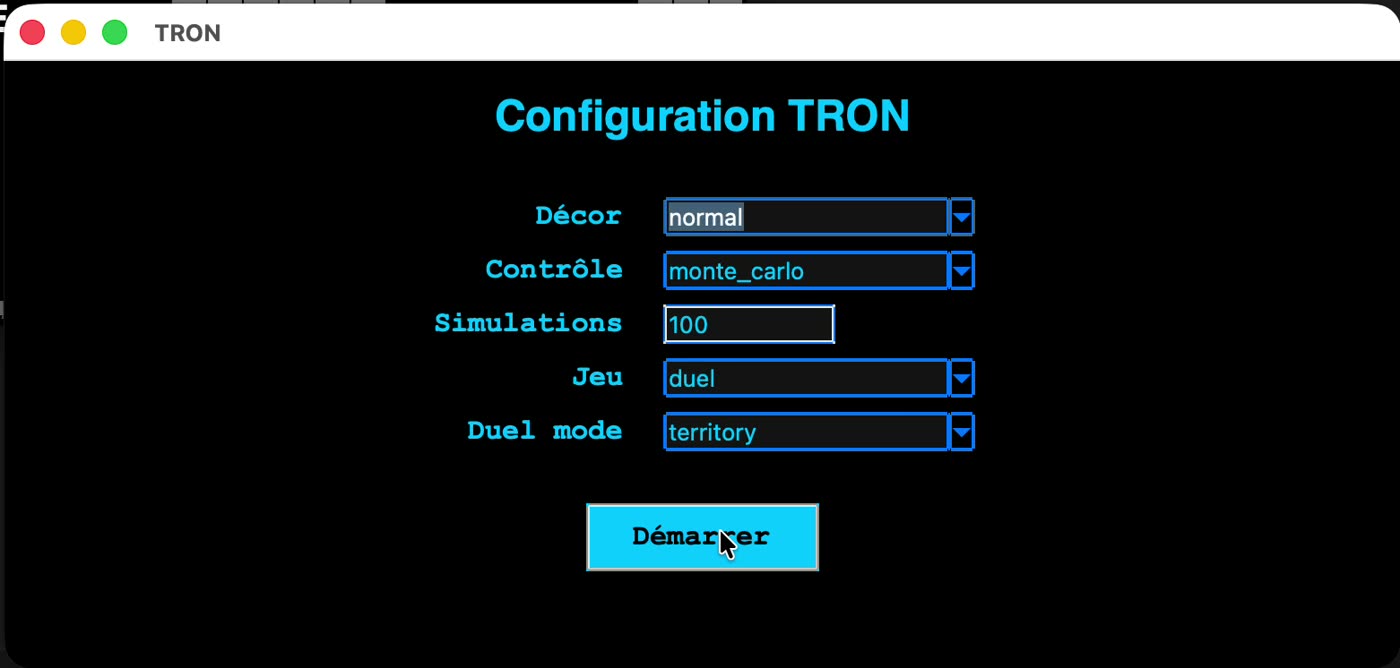 TRON
Configuration TRON
Décor normal
Contrôle monte_carlo
Simulations 100
Jeu duel
Duel mode territory
Démarrer